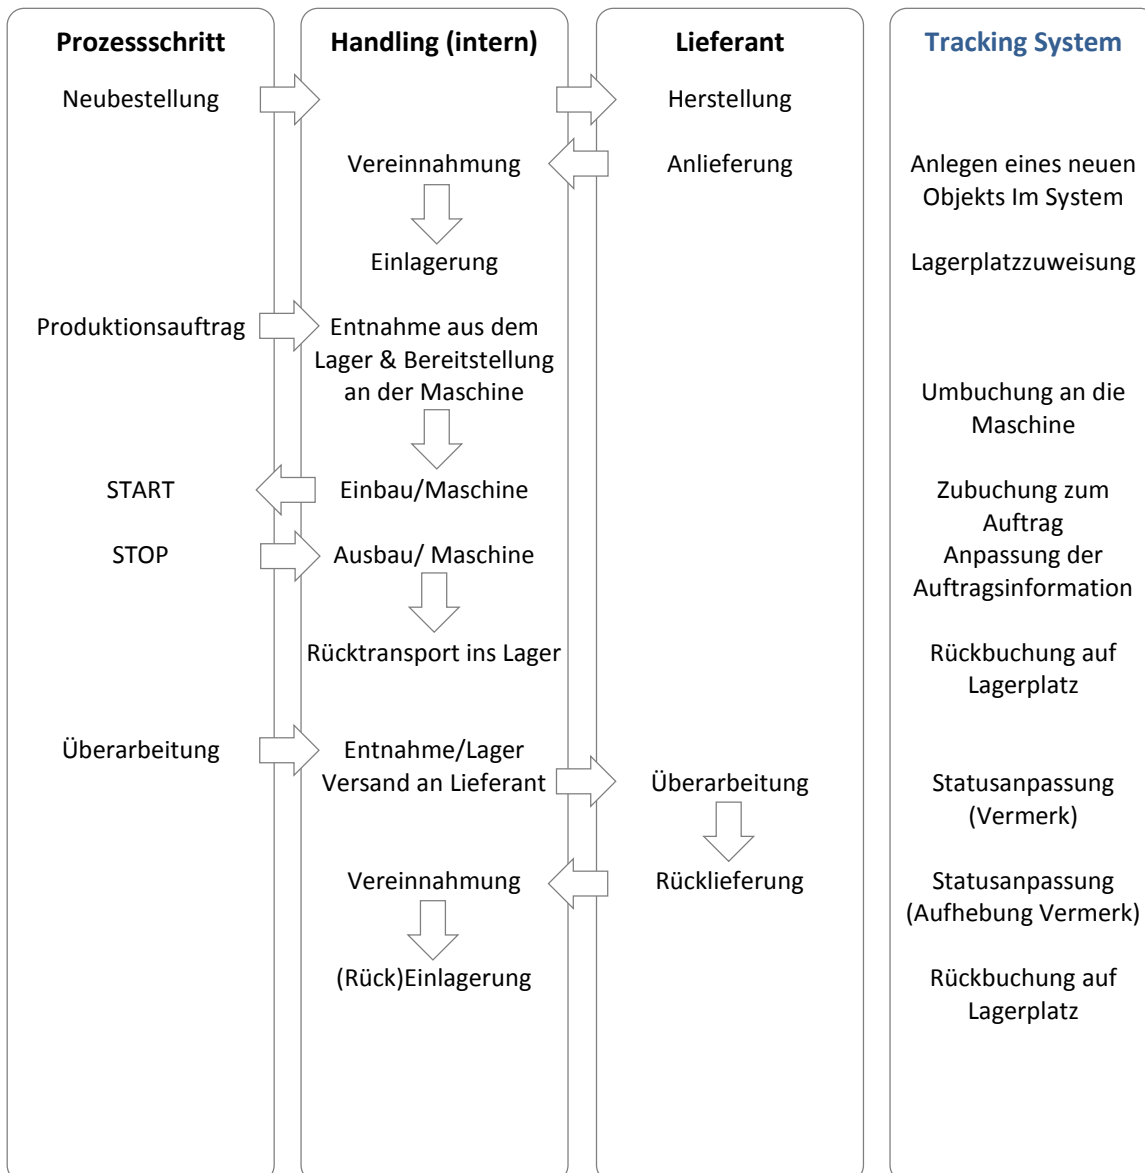 Prozessschritt
Handling (intern)
Lieferant
Tracking System
Neubestellung
Herstellung
Vereinnahmung
Anlieferung
Anlegen eines neuen
Objekts Im System
Einlagerung
Lagerplatzzuweisung
Produktionsauftrag
Entnahme aus dem
Lager & Bereitstellung
an der Maschine
Umbuchung an die
Maschine
START
Einbau/Maschine
Zubuchung zum
Auftrag
STOP
Ausbau/ Maschine
Anpassung der
Auftragsinformation
Rücktransport ins Lager
Rückbuchung auf
Lagerplatz
Überarbeitung
Entnahme/Lager
Versand an Lieferant
Überarbeitung
Statusanpassung
(Vermerk)
Vereinnahmung
Rücklieferung
Statusanpassung
(Aufhebung Vermerk)
(Rück)Einlagerung
Rückbuchung auf
Lagerplatz